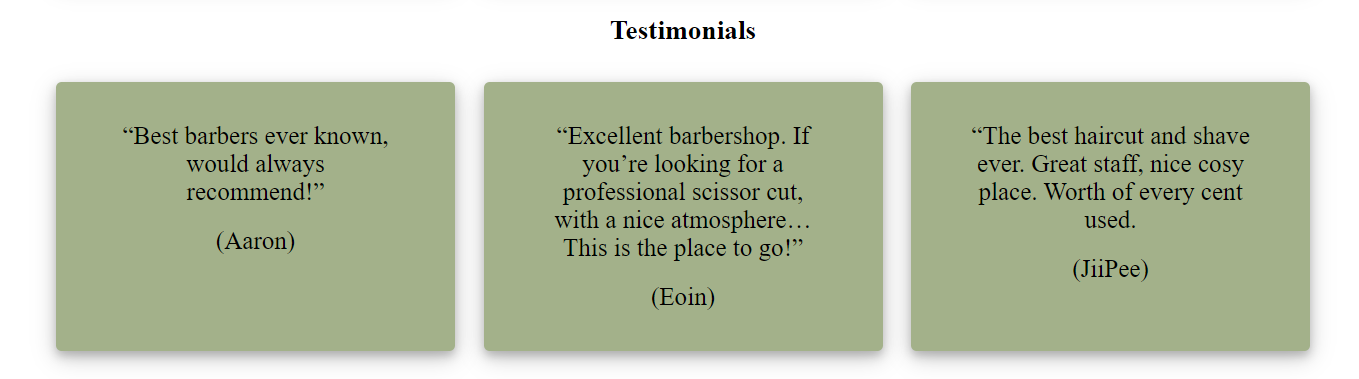 Testimonials
“Best barbers ever known,
would always
recommend!”
(Aaron)
“Excellent barbershop. If
you’re looking for a
professional scissor cut,
with a nice atmosphere…
This is the place to go!”
(Eoin)
“The best haircut and shave
ever. Great staff, nice cosy
place. Worth of every cent
used.
(JiiPee)